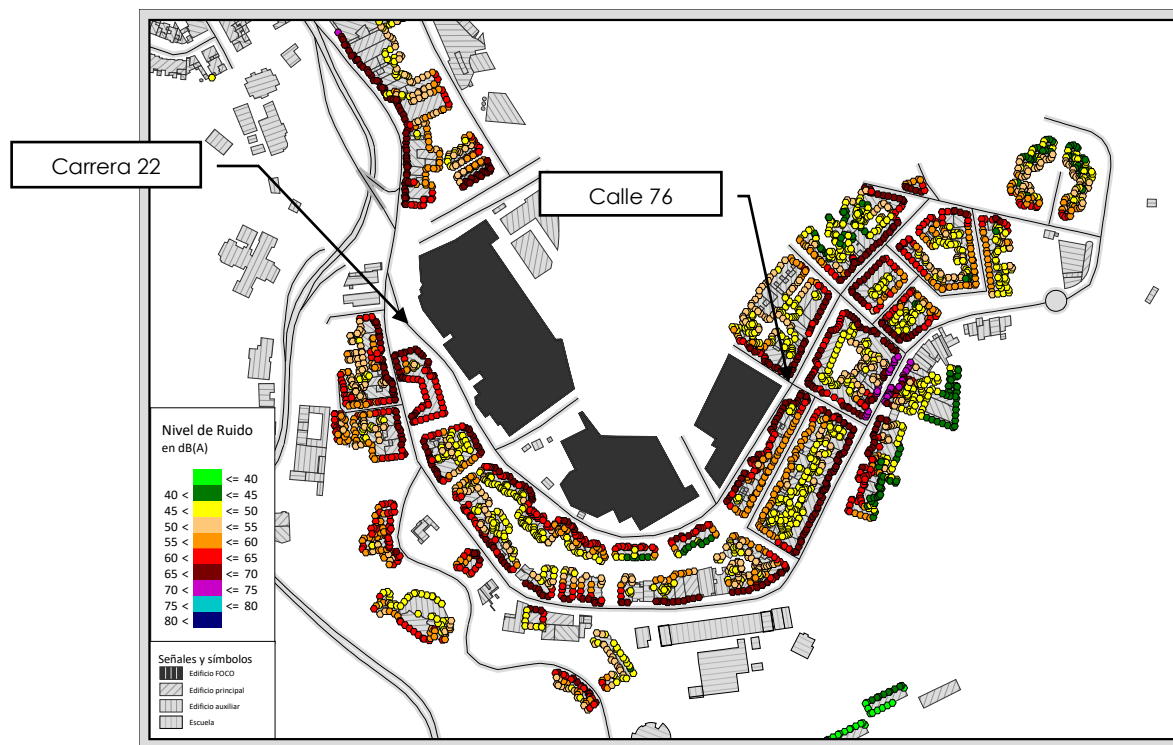 Carrera 22
Calle 76
Nivel de Ruido
en dB(A)
<= 40
40 < <= 45
45 < <= 50
50 < <= 55
55 < <= 60
60 < <= 65
65 < <= 70
70 < <= 75
75 < <= 80
80 <
Señales y símbolos
Edificio FOCO
Edificio principal
Edificio auxiliar
Escuela